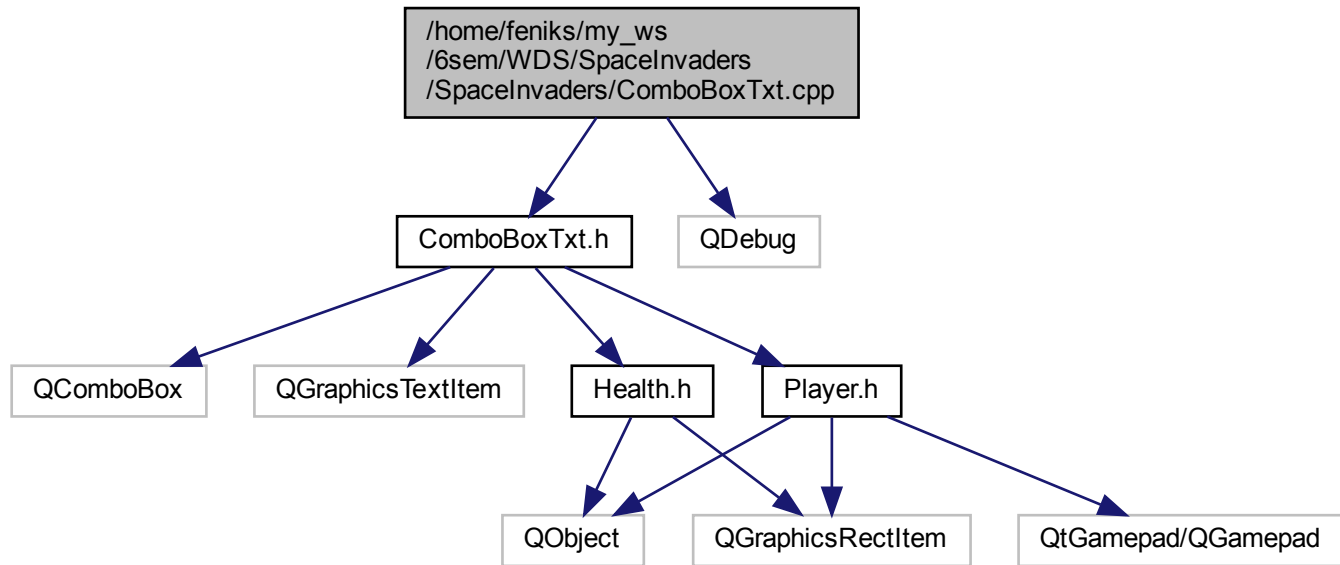 /home/feniks/my_ws
/6sem/WDS/SpaceInvaders
/SpaceInvaders/ComboBoxTxt.cpp
ComboBoxTxt.h
QDebug
QComboBox
QGraphicsTextItem
Health.h
Player.h
QObject
QGraphicsRectItem
QtGamepad/QGamepad